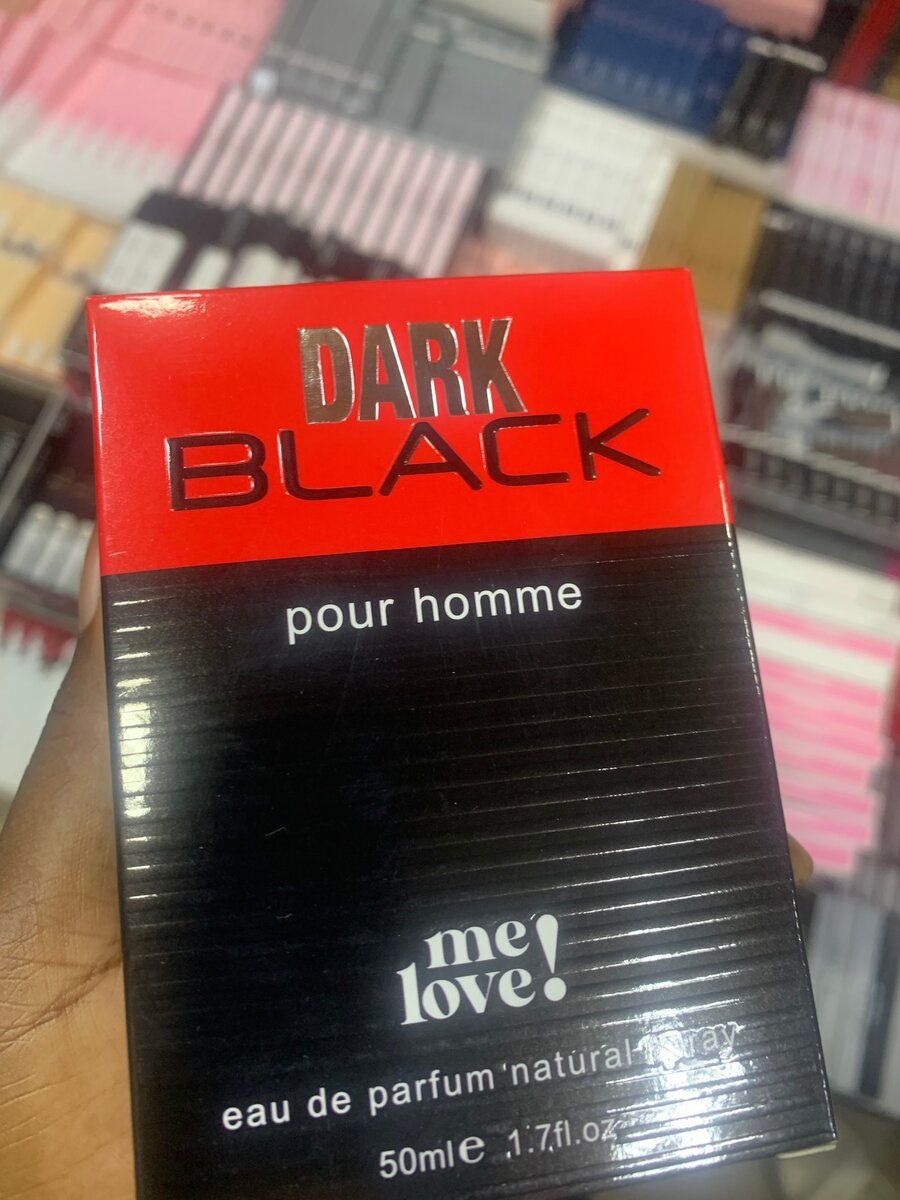 DARK
BLACK
pour homme
me
love!
eau de parfum natural spray
50ml e 1.7fl.oz